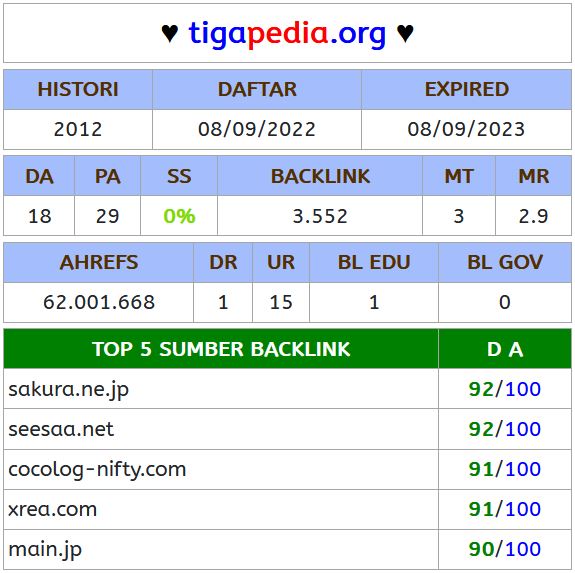 ♥ tigapedia.org ♥
HISTORI DAFTAR EXPIRED
2012 08/09/2022 08/09/2023
DA PA SS BACKLINK MT MR
18 29 0% 3.552 3 2.9
AHREFS DR UR BL EDU BL GOV
62.001.668 1 15 1 0
TOP 5 SUMBER BACKLINK D A
sakura.ne.jp 92/100
seesaa.net 92/100
cocolog-nifty.com 91/100
xrea.com 91/100
main.jp 90/100